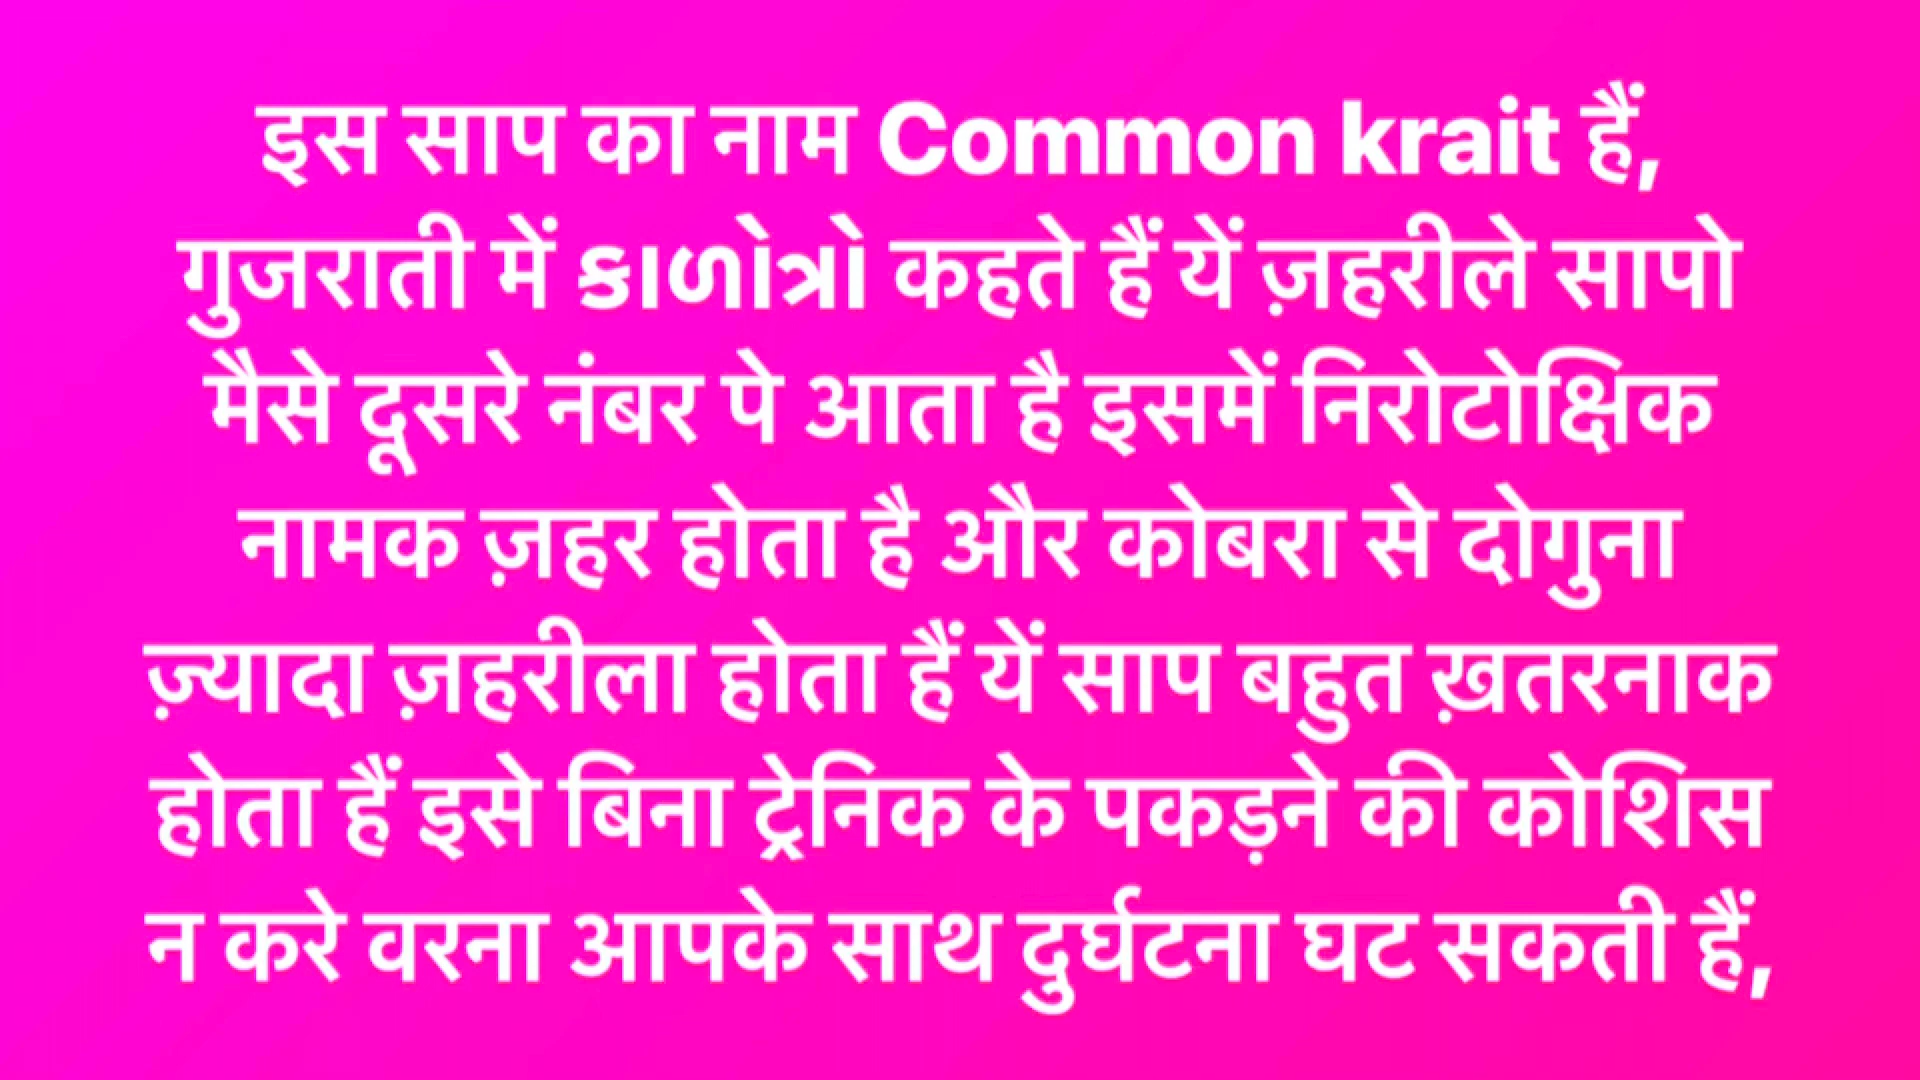 इस साप का नाम Common krait हैं,
गुजराती में કાળોત્રો कहते हैं यें ज़हरीले सापो
मैसे दूसरे नंबर पे आता है इसमें निरोटोक्षिक
नामक ज़हर होता है और कोबरा से दोगुना
ज़्यादा ज़हरीला होता हैं यें साप बहुत ख़तरनाक
होता हैं इसे बिना ट्रेनिक के पकड़ने की कोशिस
न करे वरना आपके साथ दुर्घटना घट सकती हैं,